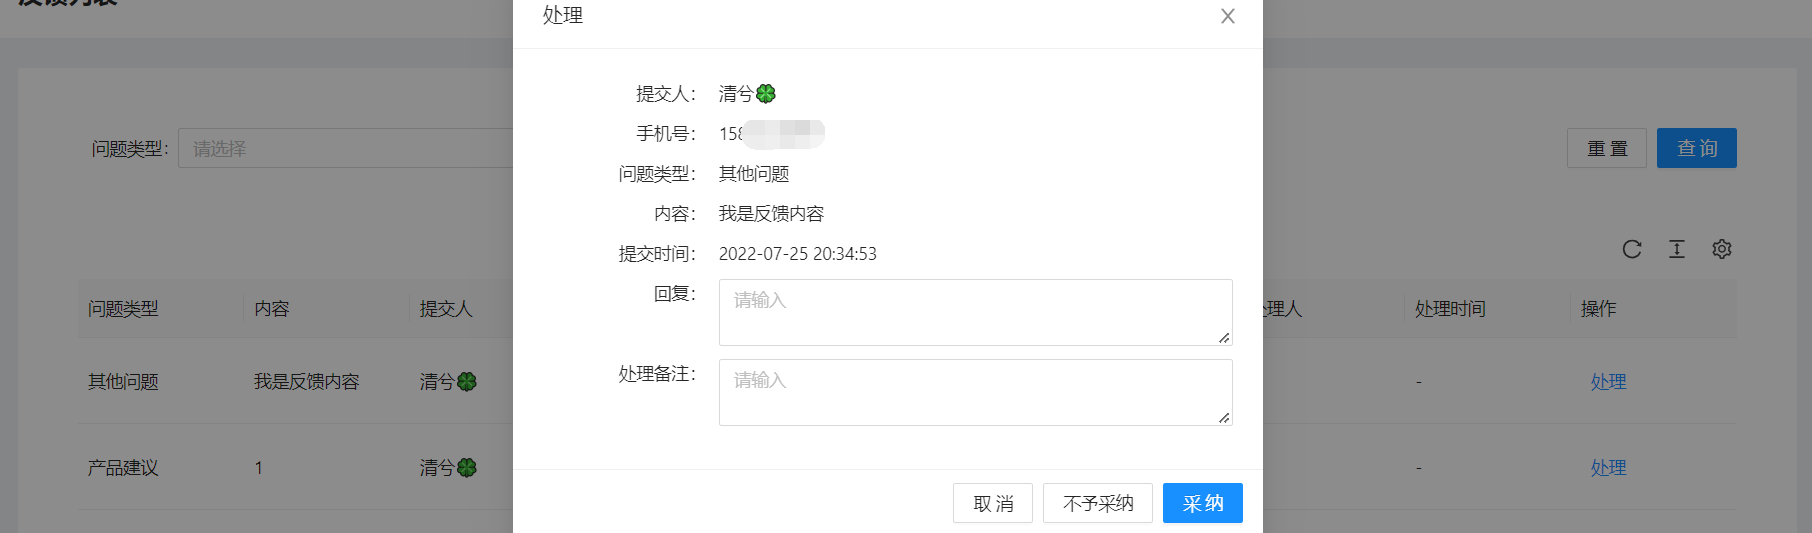 处理
提交人： 清兮🍀
手机号： 158
问题类型： 请选择
重置 查询
问题类型： 其他问题
内容： 我是反馈内容
提交时间： 2022-07-25 20:34:53
回复： 请输入
问题类型 内容 提交人 处理人 处理时间 操作
处理备注： 请输入
其他问题 我是反馈内容 清兮🍀 - 处理
产品建议 1 清兮🍀 - 处理
取消 不予采纳 采纳